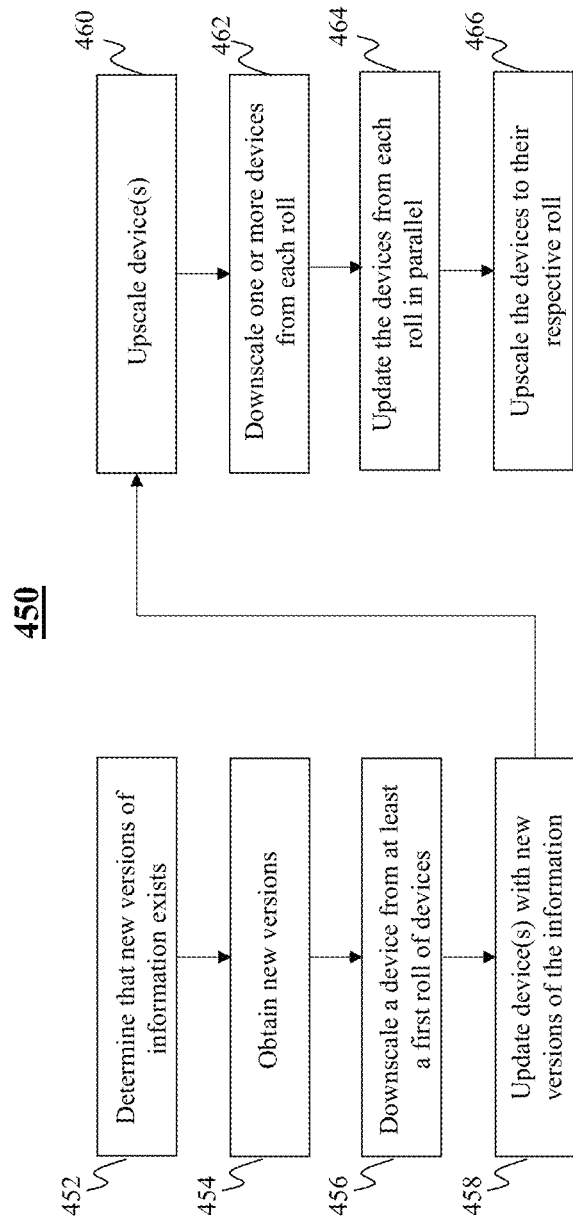 450
452
Determine that new versions of
information exists
454
Obtain new versions
456
Downscale a device from at least
a first roll of devices
458
Update device(s) with new
versions of the information
460
Upscale device(s)
462
Downscale one or more devices
from each roll
464
Update the devices from each
roll in parallel
466
Upscale the devices to their
respective roll